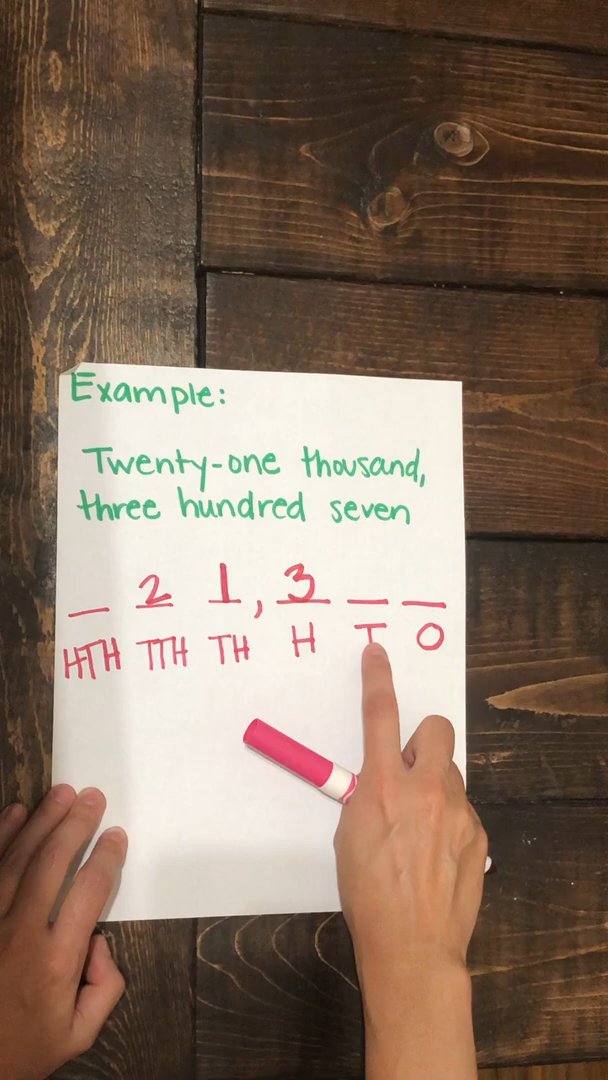 Example:
Twenty-one thousand,
three hundred seven
_ 2 1, 3 _ _
HTH TTH TH H T O